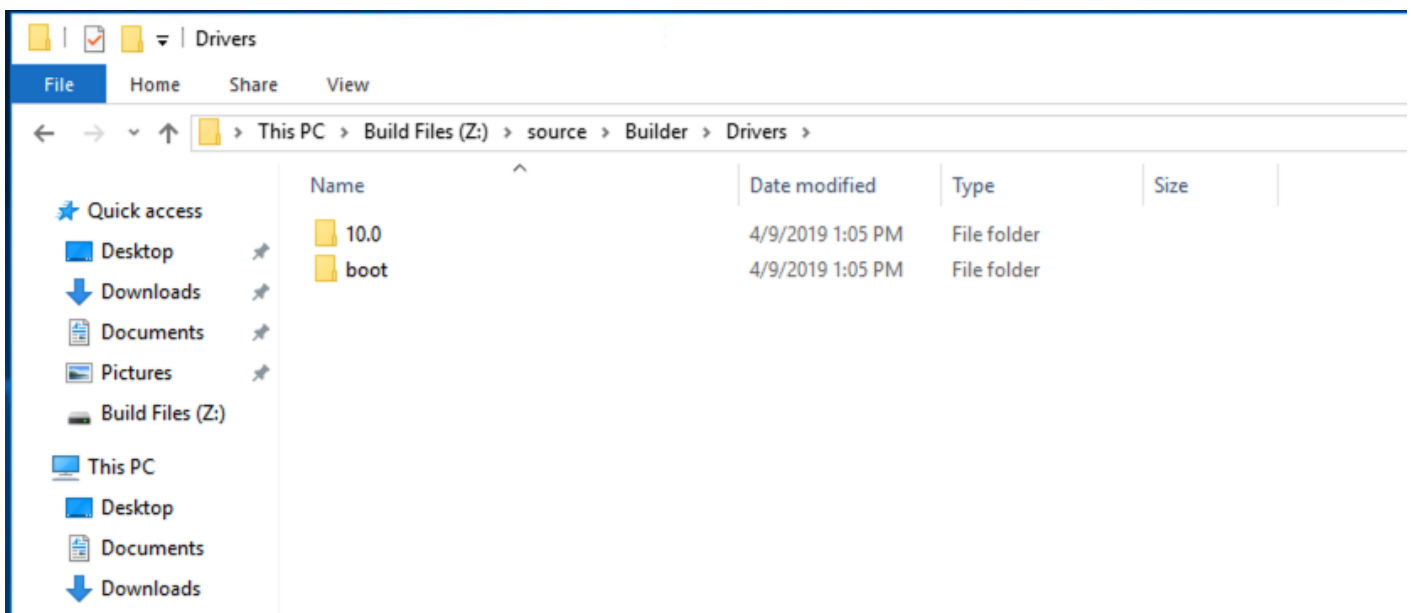 Drivers
File Home Share View
This PC > Build Files (Z:) > source > Builder > Drivers >
Name Date modified Type Size
Quick access
Desktop
Downloads
Documents
Pictures
Build Files (Z:)
This PC
Desktop
Documents
Downloads
10.0 4/9/2019 1:05 PM File folder
boot 4/9/2019 1:05 PM File folder